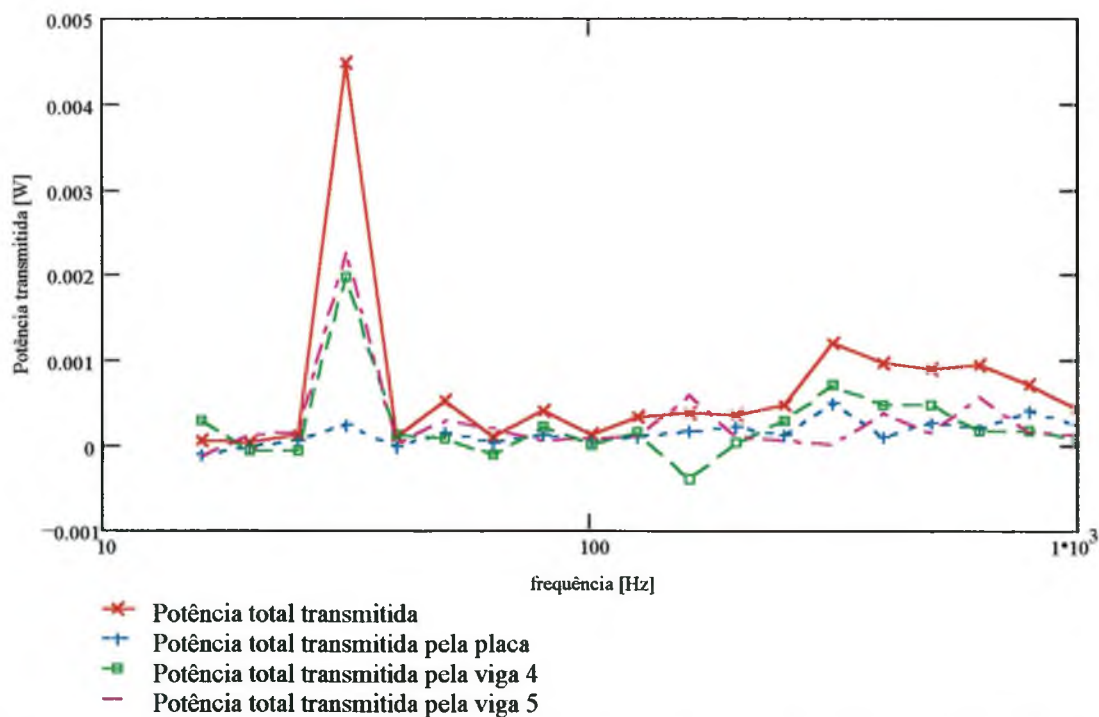 0.005
0.004
0.003
0.002
0.001
0
−0.001
Potência transmitida [W]
10
100
1*10³
frequência [Hz]
Potência total transmitida
Potência total transmitida pela placa
Potência total transmitida pela viga 4
Potência total transmitida pela viga 5